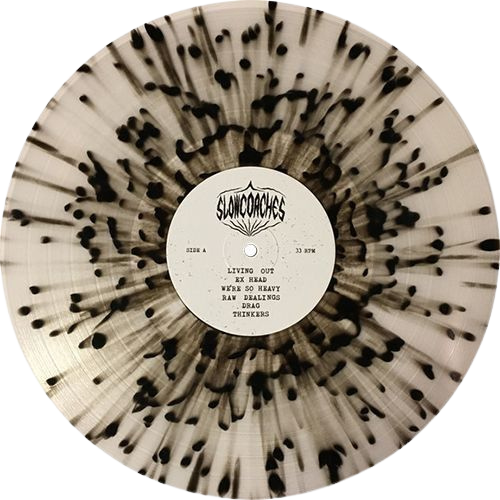 SLOWCOACHES
SIDE A
33 RPM
LIVING OUT
EX HEAD
WE'RE SO HEAVY
RAW DEALINGS
DRAG
THINKERS